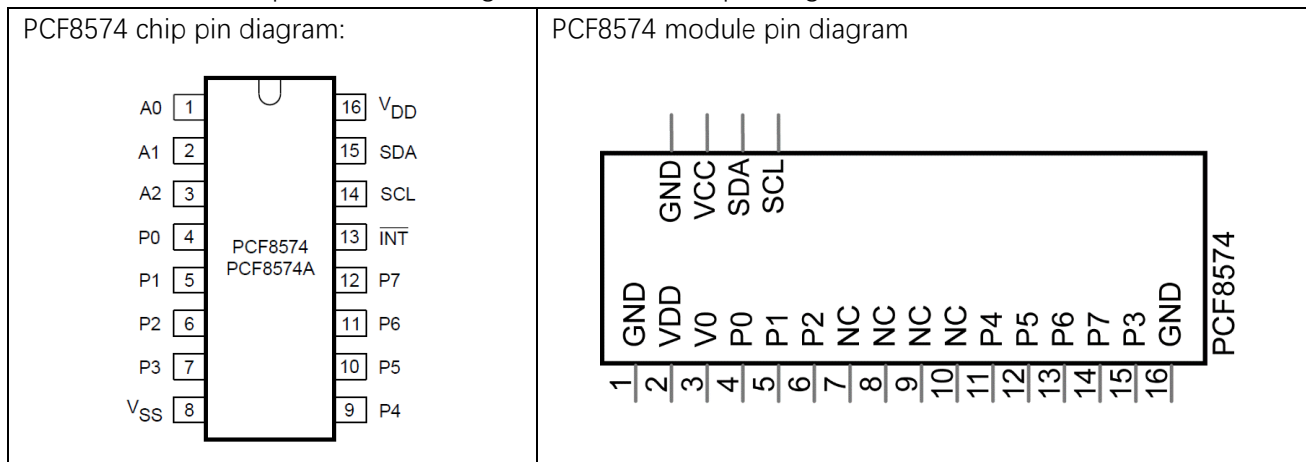 PCF8574 chip pin diagram:
A0 1 16 VDD
A1 2 15 SDA
A2 3 14 SCL
P0 4 13 INT
P1 5 12 P7
P2 6 11 P6
P3 7 10 P5
VSS 8 9 P4
PCF8574
PCF8574A
PCF8574 module pin diagram
GND VCC SDA SCL
GND VDD V0 P0 P1 P2 NC NC NC NC P4 P5 P6 P7 P3 GND
1 2 3 4 5 6 7 8 9 10 11 12 13 14 15 16
PCF8574